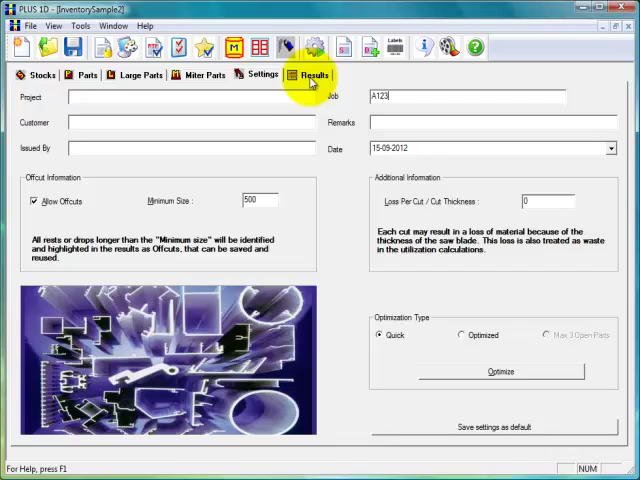 PLUS 1D - [InventorySample2]
File View Tools Window Help
Labels
Stocks Parts Large Parts Miter Parts Settings Results
Project
Job A123
Customer
Remarks
Issued By
Date 15-09-2012
Offcut Information
Allow Offcuts Minimum Size : 500
All rests or drops longer than the "Minimum size" will be identified
and highlighted in the results as Offcuts, that can be saved and
reused.
Additional Information
Loss Per Cut / Cut Thickness : 0
Each cut may result in a loss of material because of the
thickness of the saw blade. This loss is also treated as waste
in the utilization calculations.
Optimization Type
Quick Optimized Max 3 Open Parts
Optimize
Save settings as default
For Help, press F1
NUM